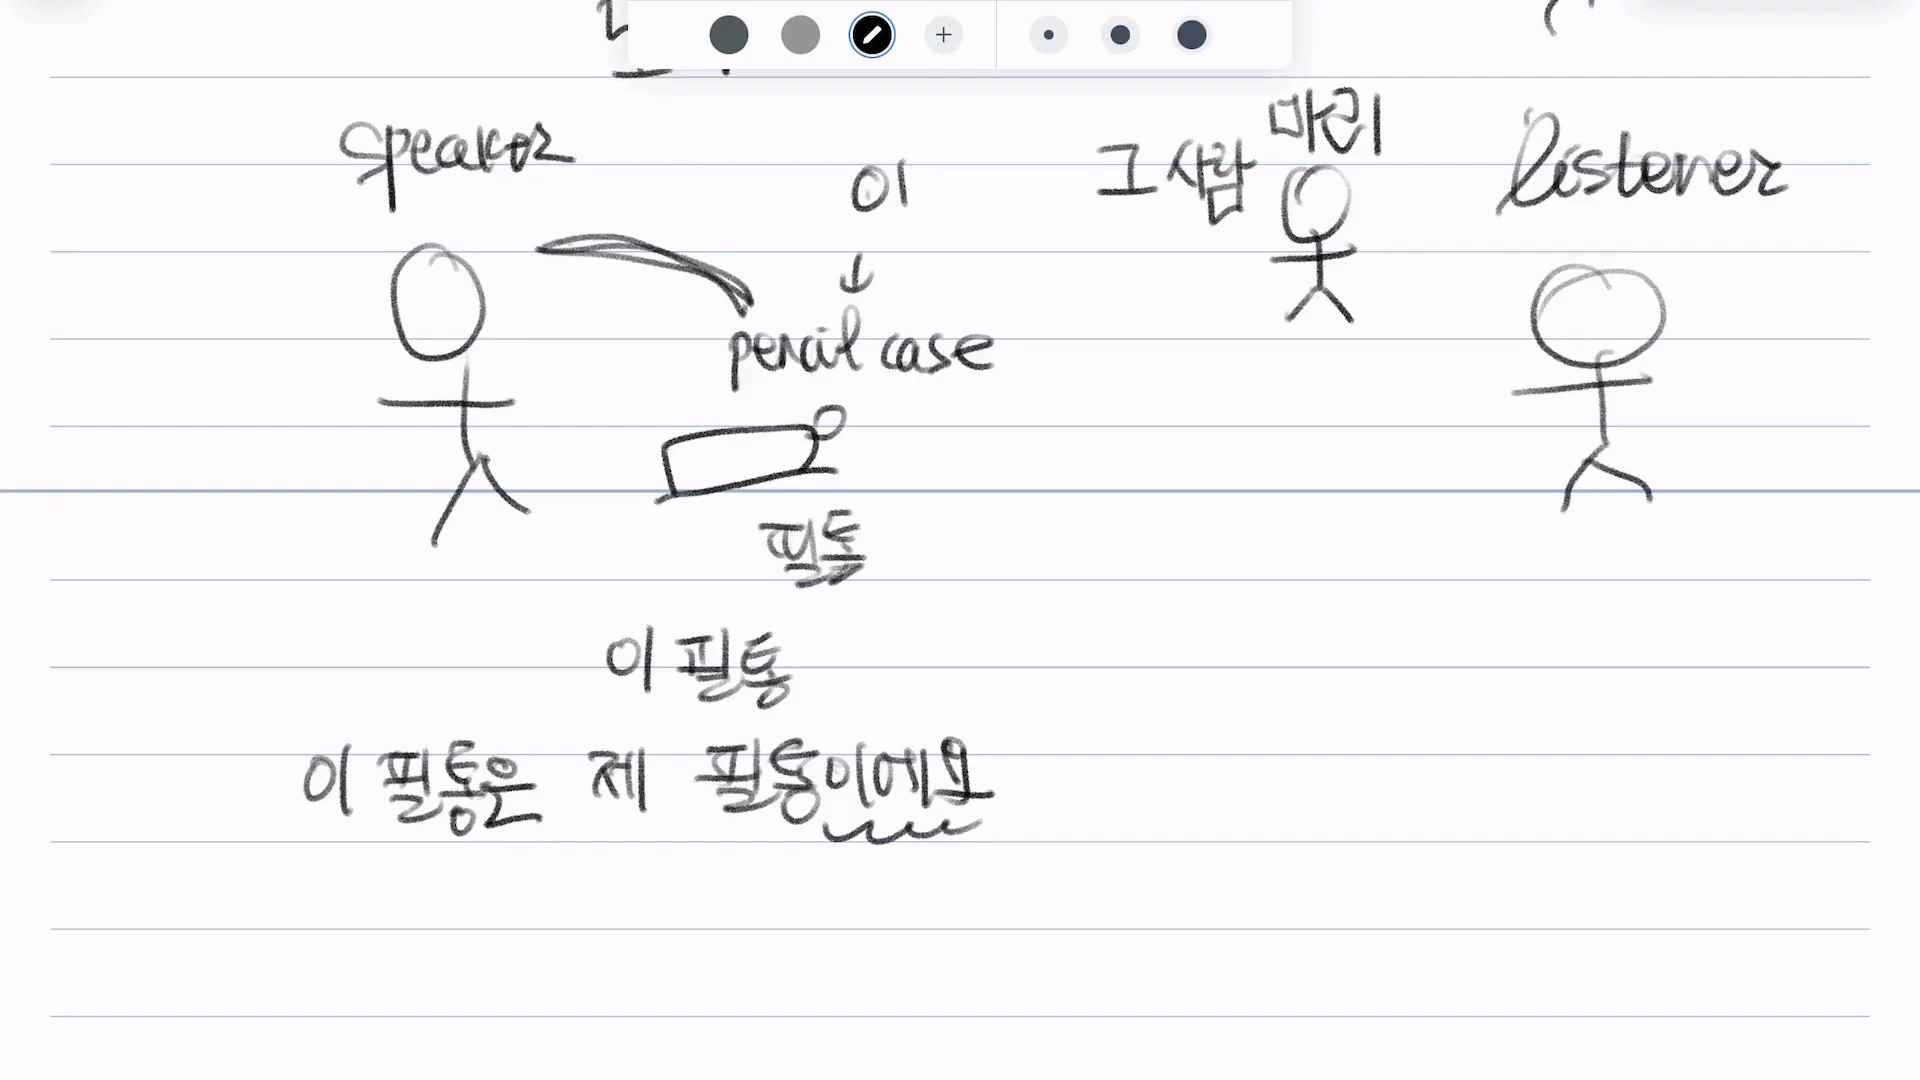 speaker
이
그 사람
마리
listener
↓
pencil case
필통
이 필통
이 필통은 제 필통이에요